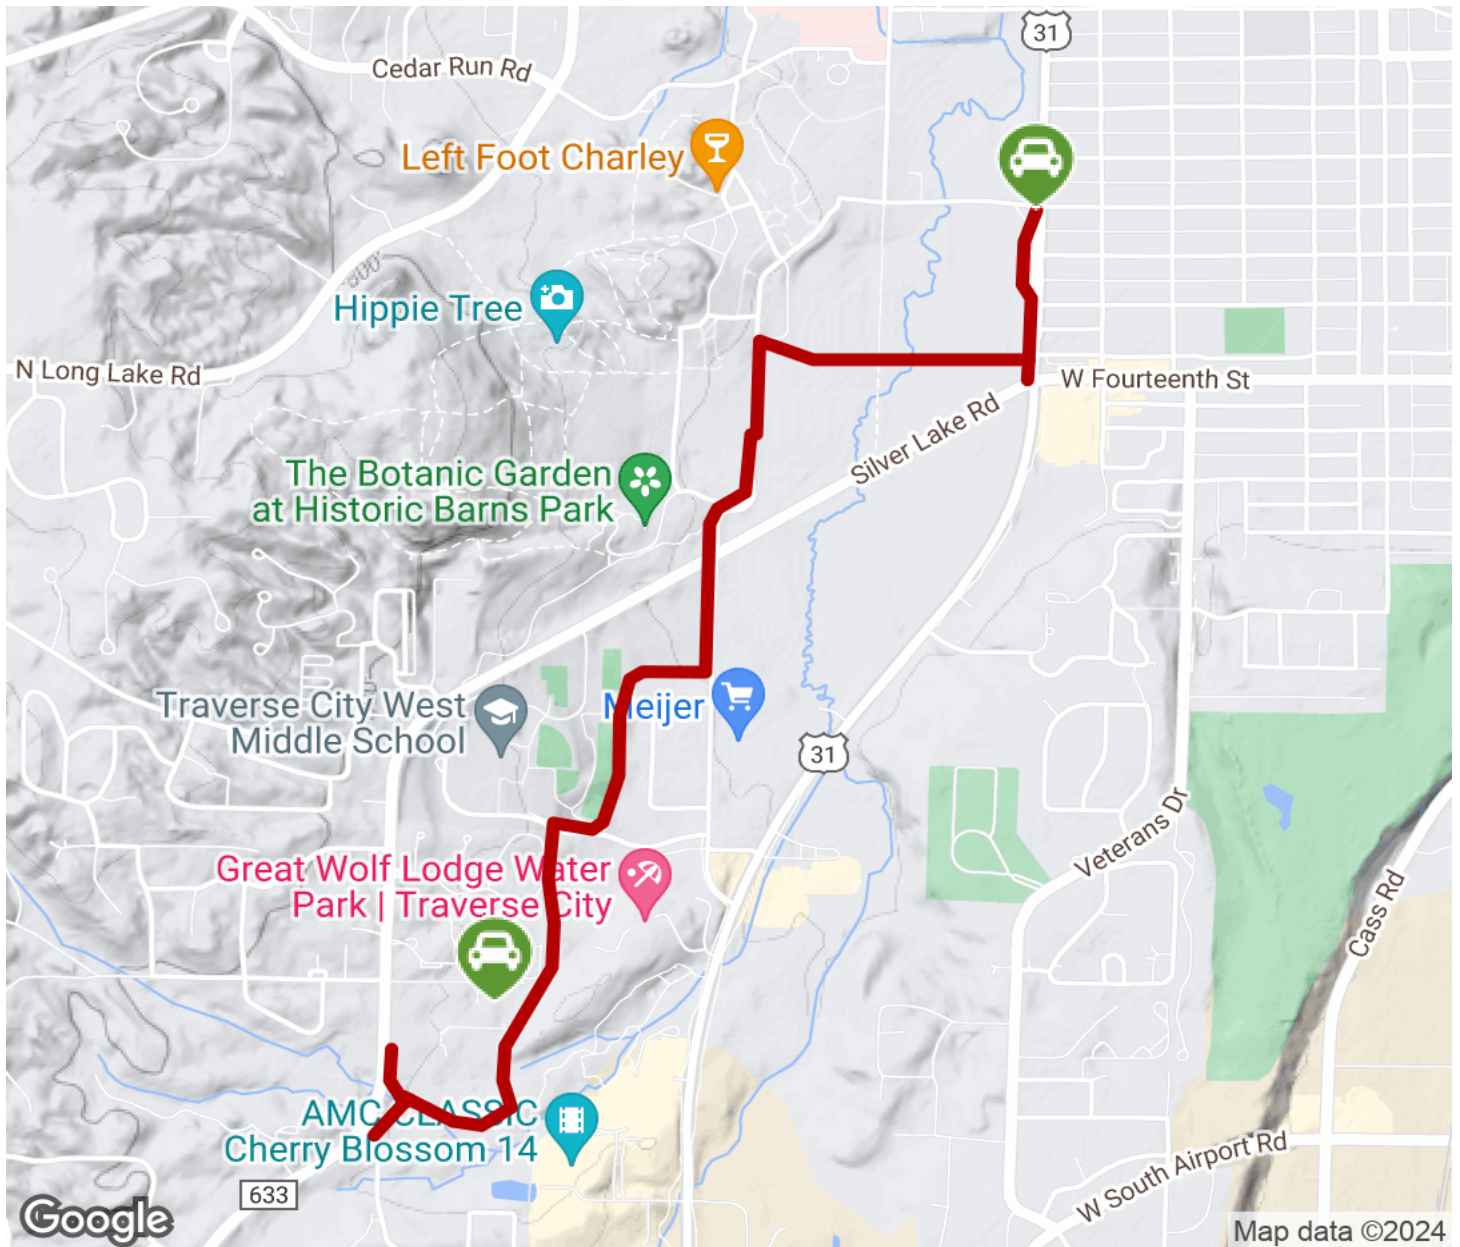 31
Cedar Run Rd
Left Foot Charley
Hippie Tree
N Long Lake Rd
W Fourteenth St
Silver Lake Rd
The Botanic Garden
at Historic Barns Park
Traverse City West
Middle School
Meijer
31
Veterans Dr
Great Wolf Lodge Water
Park | Traverse City
Cass Rd
AMC CLASSIC
Cherry Blossom 14
W South Airport Rd
633
Google
Map data ©2024